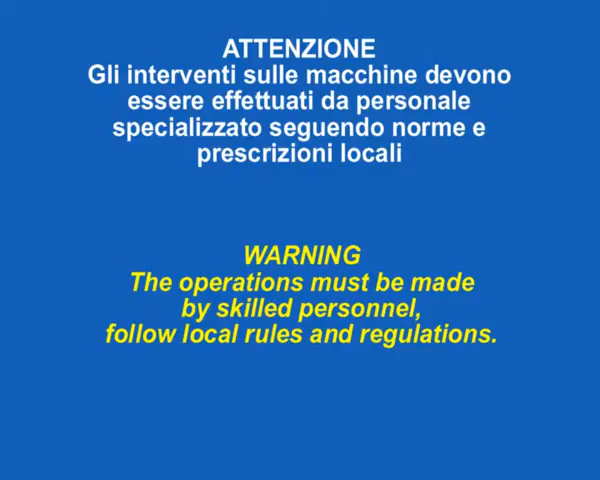 ATTENZIONE
Gli interventi sulle macchine devono
essere effettuati da personale
specializzato seguendo norme e
prescrizioni locali
WARNING
The operations must be made
by skilled personnel,
follow local rules and regulations.